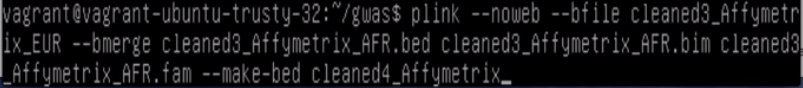 vagrant@vagrant-ubuntu-trusty-32:~/gwas$ plink --noweb --bfile cleaned3_Affymetr
ix_EUR --bmerge cleaned3_Affymetrix_AFR.bed cleaned3_Affymetrix_AFR.bim cleaned3
_Affymetrix_AFR.fam --make-bed cleaned4_Affymetrix_